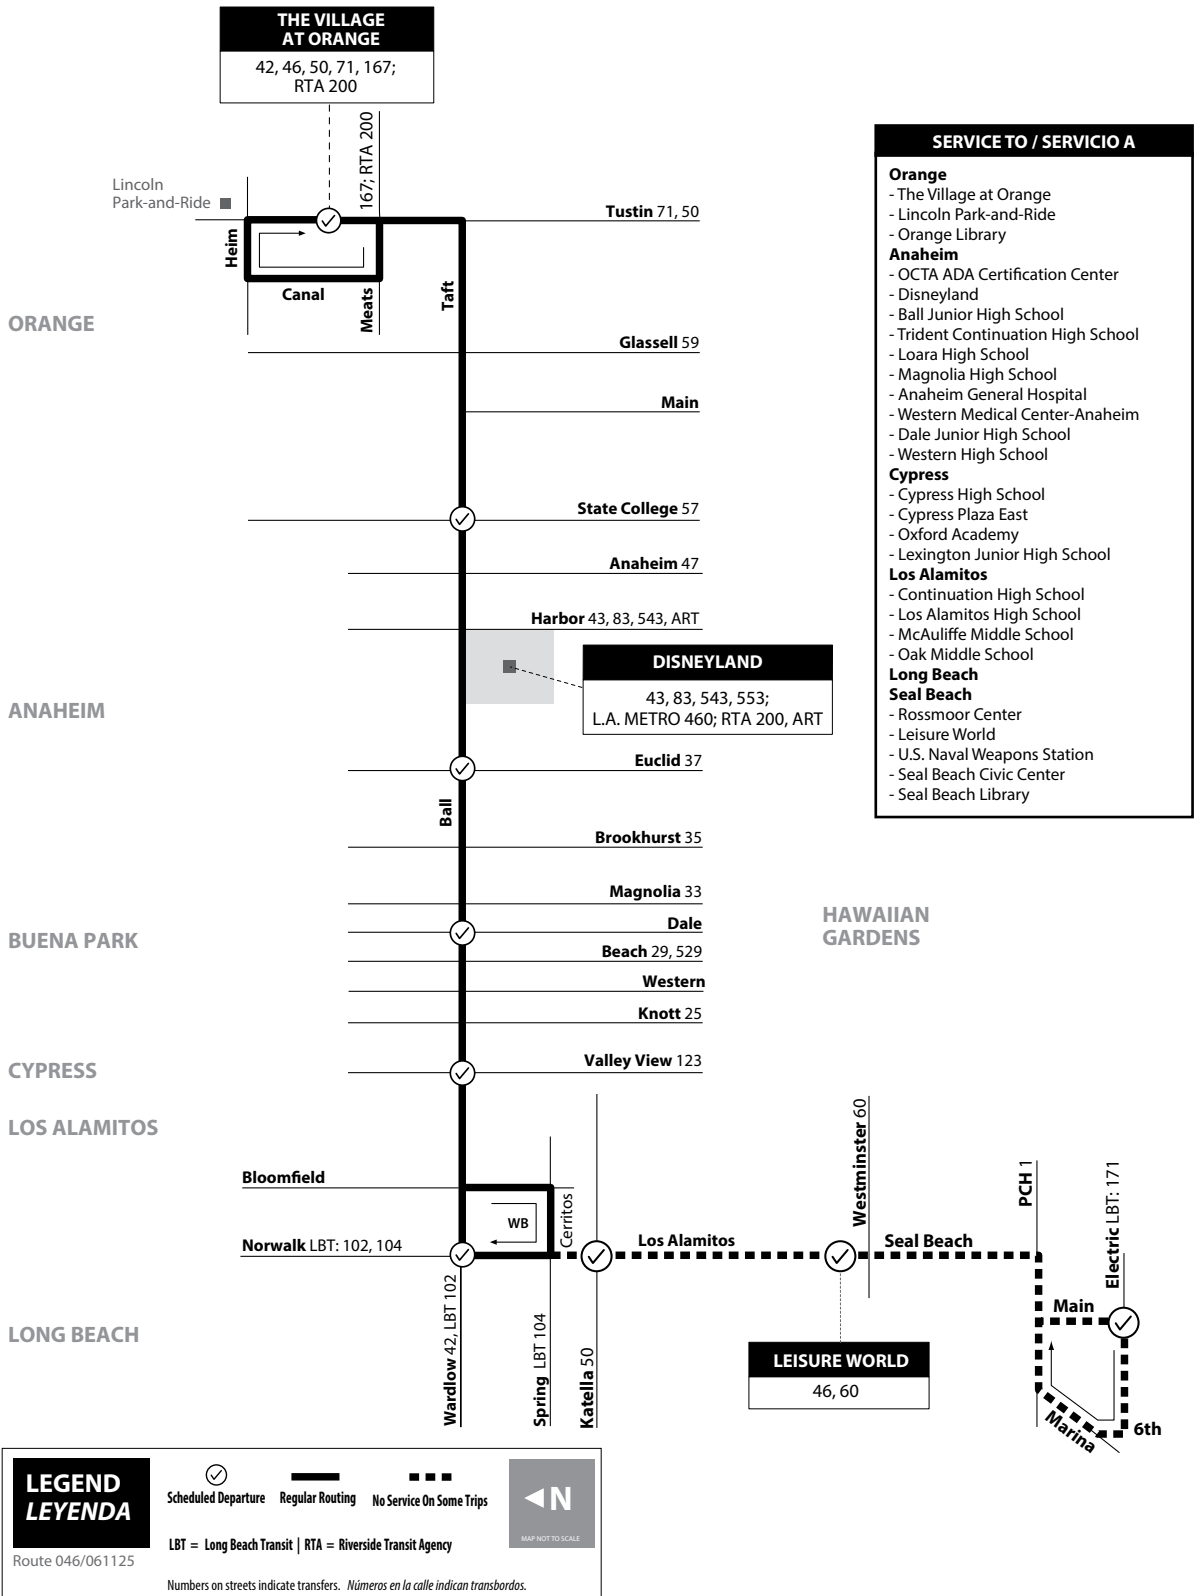 THE VILLAGE
AT ORANGE
42, 46, 50, 71, 167;
RTA 200
167; RTA 200
Lincoln
Park-and-Ride
Tustin 71, 50
Heim
Canal
Meats
Taft
ORANGE
Glassell 59
Main
State College 57
Anaheim 47
Harbor 43, 83, 543, ART
DISNEYLAND
43, 83, 543, 553;
L.A. METRO 460; RTA 200, ART
ANAHEIM
Euclid 37
Ball
Brookhurst 35
Magnolia 33
Dale
BUENA PARK
Beach 29, 529
Western
Knott 25
HAWAIIAN
GARDENS
CYPRESS
Valley View 123
LOS ALAMITOS
Bloomfield
WB
Cerritos
Norwalk LBT: 102, 104
Los Alamitos
Westminster 60
Seal Beach
PCH 1
Electric LBT: 171
Main
LONG BEACH
Wardlow 42, LBT 102
Spring LBT 104
Katella 50
LEISURE WORLD
46, 60
Marina
6th
SERVICE TO / SERVICIO A
Orange
- The Village at Orange
- Lincoln Park-and-Ride
- Orange Library
Anaheim
- OCTA ADA Certification Center
- Disneyland
- Ball Junior High School
- Trident Continuation High School
- Loara High School
- Magnolia High School
- Anaheim General Hospital
- Western Medical Center-Anaheim
- Dale Junior High School
- Western High School
Cypress
- Cypress High School
- Cypress Plaza East
- Oxford Academy
- Lexington Junior High School
Los Alamitos
- Continuation High School
- Los Alamitos High School
- McAuliffe Middle School
- Oak Middle School
Long Beach
Seal Beach
- Rossmoor Center
- Leisure World
- U.S. Naval Weapons Station
- Seal Beach Civic Center
- Seal Beach Library
LEGEND
LEYENDA
Route 046/061125
Scheduled Departure
Regular Routing
No Service On Some Trips
N
MAP NOT TO SCALE
LBT = Long Beach Transit | RTA = Riverside Transit Agency
Numbers on streets indicate transfers. Números en la calle indican transbordos.